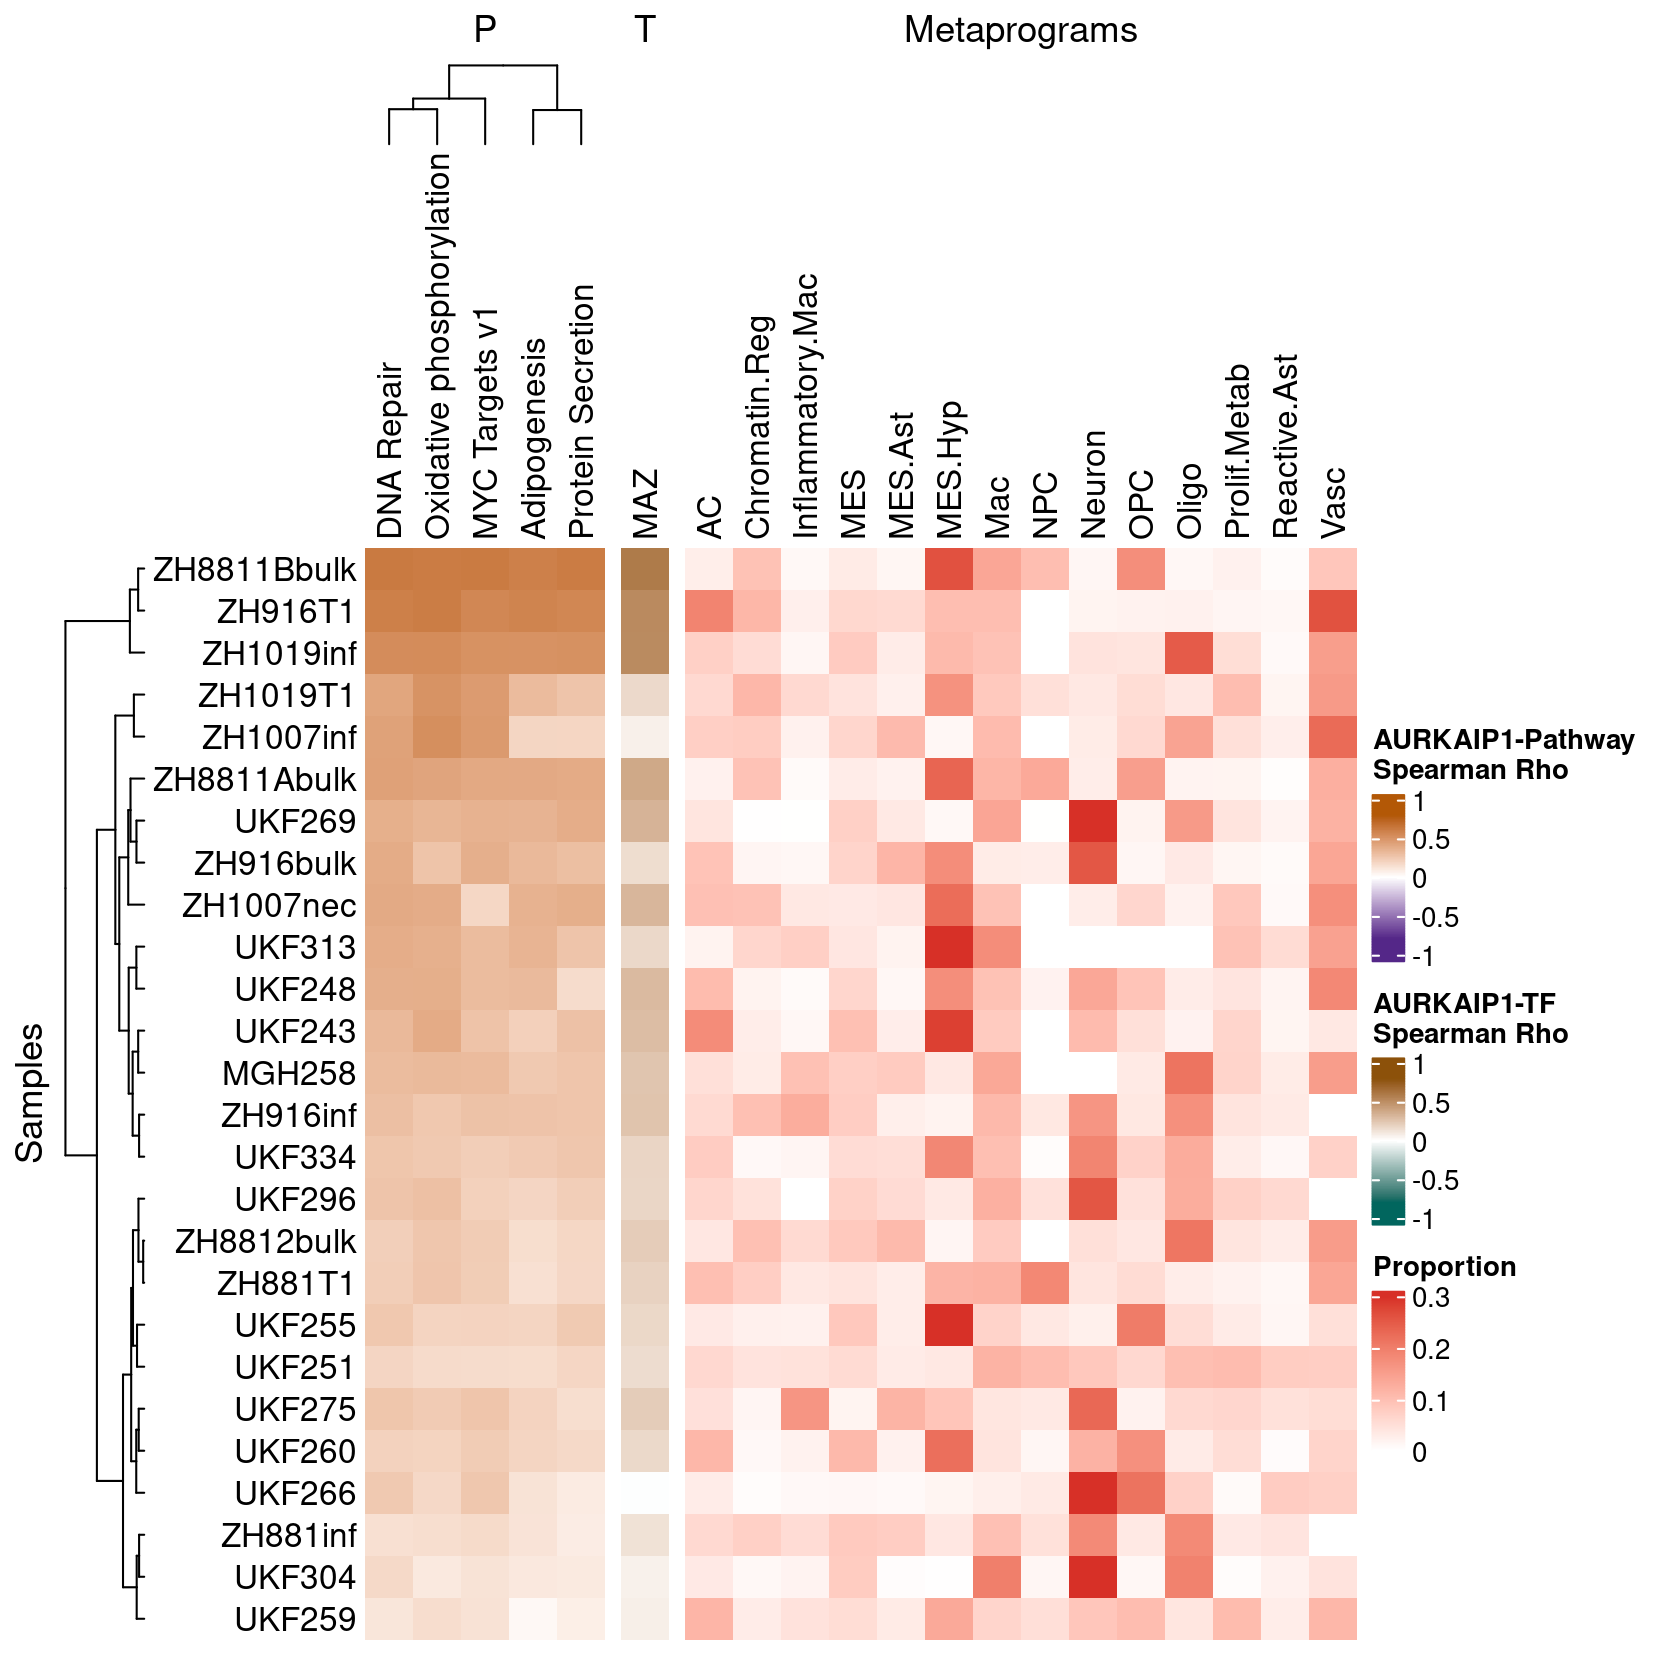 P T Metaprograms
DNA Repair
Oxidative phosphorylation
MYC Targets v1
Adipogenesis
Protein Secretion
MAZ
AC
Chromatin.Reg
Inflammatory.Mac
MES
MES.Ast
MES.Hyp
Mac
NPC
Neuron
OPC
Oligo
Prolif.Metab
Reactive.Ast
Vasc
Samples
ZH8811Bbulk
ZH916T1
ZH1019inf
ZH1019T1
ZH1007inf
ZH8811Abulk
UKF269
ZH916bulk
ZH1007nec
UKF313
UKF248
UKF243
MGH258
ZH916inf
UKF334
UKF296
ZH8812bulk
ZH881T1
UKF255
UKF251
UKF275
UKF260
UKF266
ZH881inf
UKF304
UKF259
AURKAIP1-Pathway
Spearman Rho
1
0.5
0
-0.5
-1
AURKAIP1-TF
Spearman Rho
1
0.5
0
-0.5
-1
Proportion
0.3
0.2
0.1
0